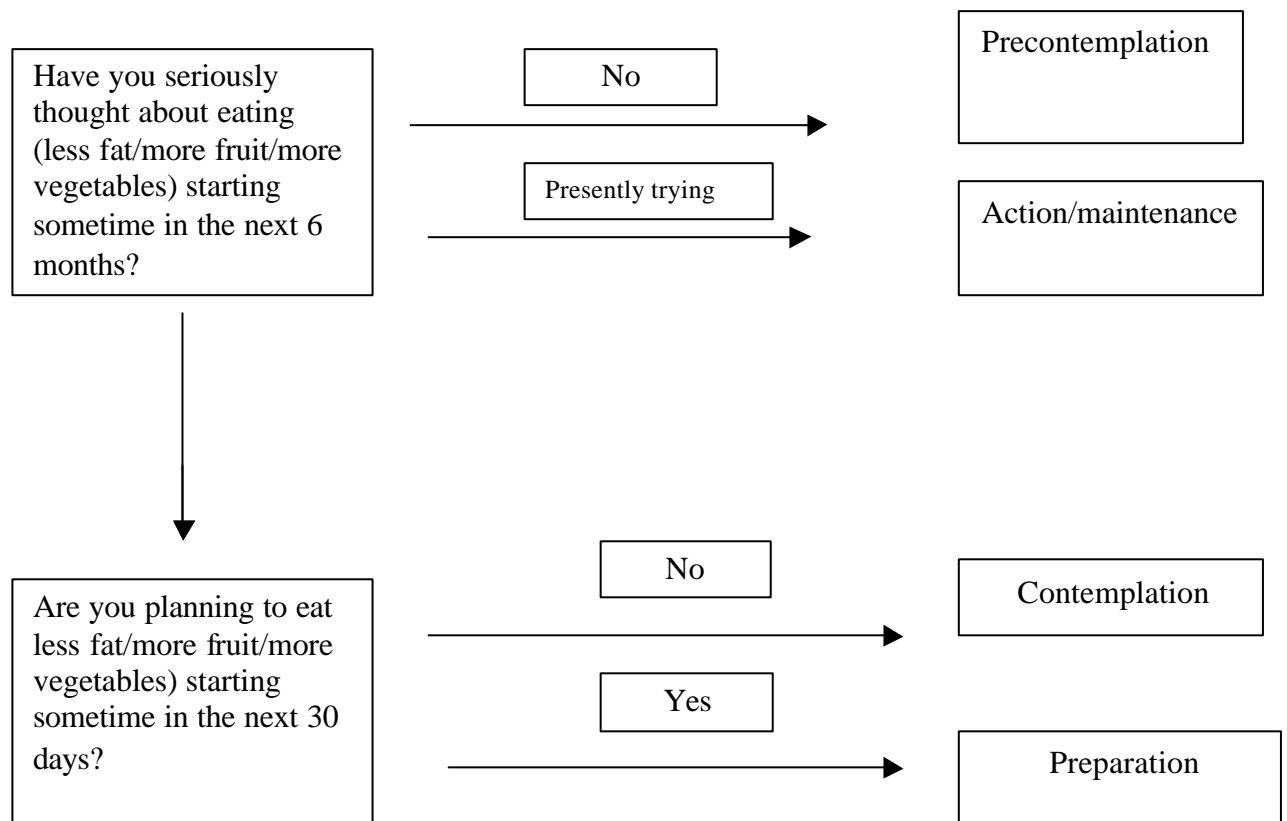 Have you seriously
thought about eating
(less fat/more fruit/more
vegetables) starting
sometime in the next 6
months?
No
Precontemplation
Presently trying
Action/maintenance
Are you planning to eat
less fat/more fruit/more
vegetables) starting
sometime in the next 30
days?
No
Contemplation
Yes
Preparation